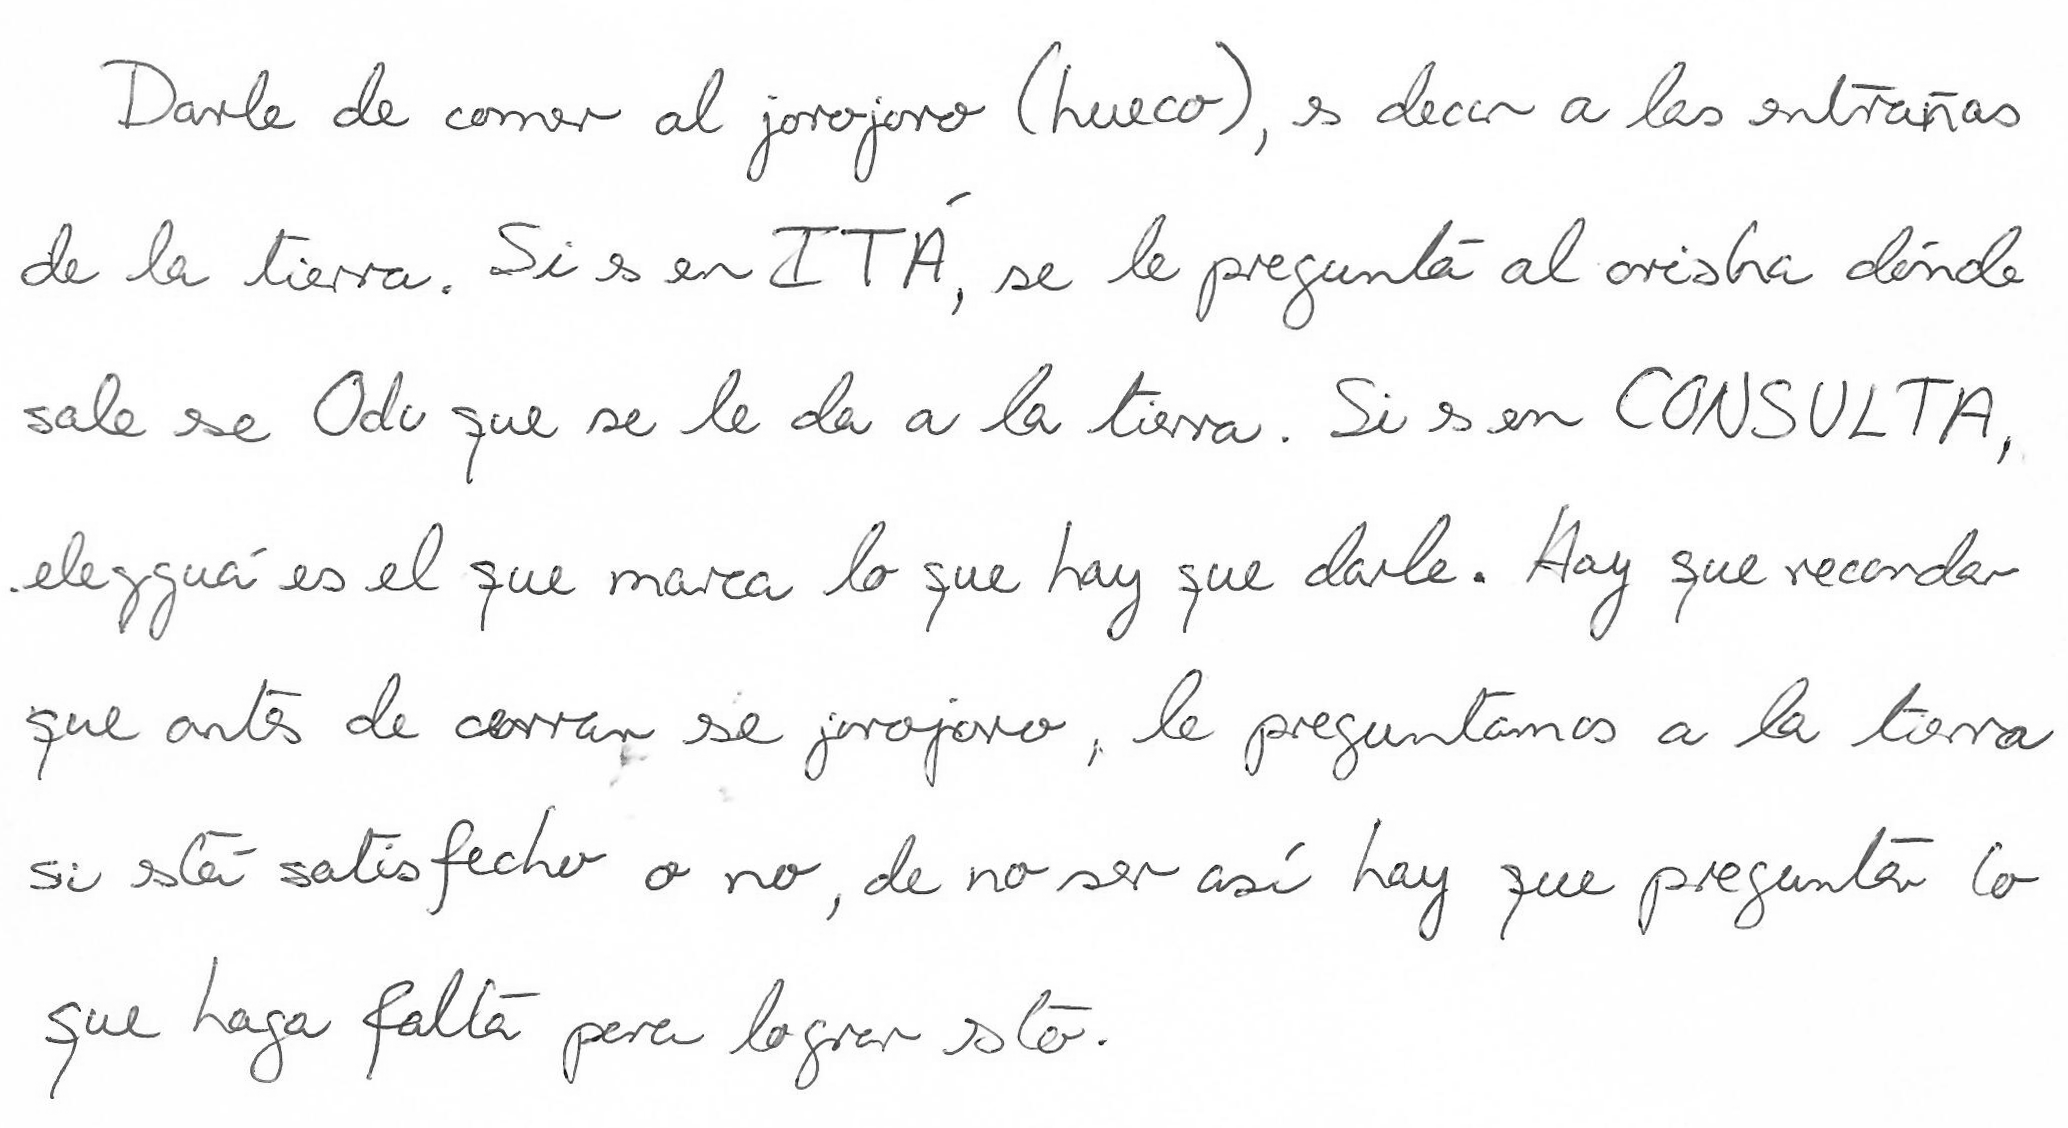 Darle de comer al jorojoro (hueco), es decir a las entrañas
de la tierra. Si es en ITÁ, se le pregunta al orisha dónde
sale ese Odu que se le da a la tierra. Si es en CONSULTA,
eleggua es el que marca lo que hay que darle. Hay que recordar
que antes de cerrar ese jorojoro, le preguntamos a la tierra
si está satisfecho o no, de no ser así hay que preguntar lo
que haga falta para lograr esto.